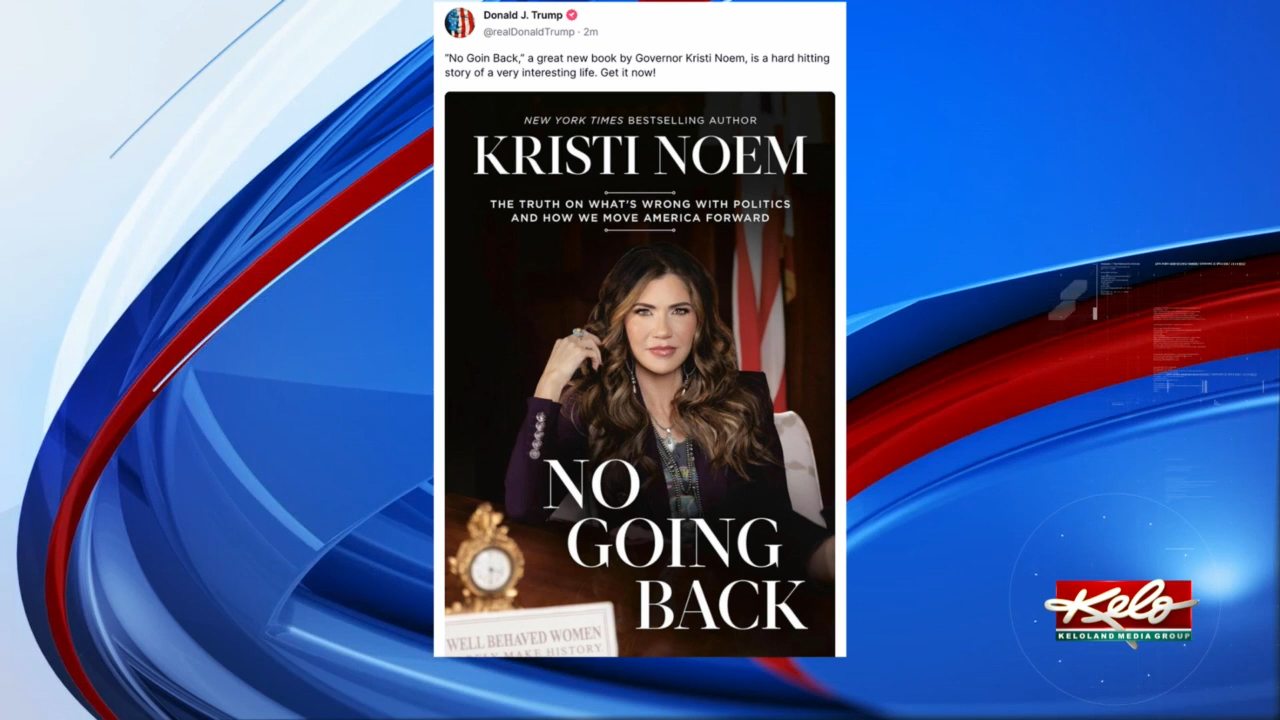 Donald J. Trump
@realDonaldTrump · 2m
“No Goin Back,” a great new book by Governor Kristi Noem, is a hard hitting
story of a very interesting life. Get it now!
NEW YORK TIMES BESTSELLING AUTHOR
KRISTI NOEM
THE TRUTH ON WHAT'S WRONG WITH POLITICS
AND HOW WE MOVE AMERICA FORWARD
NO
GOING
BACK
WELL BEHAVED WOMEN
MAKE HISTORY.
Kelo
KELOLAND MEDIA GROUP